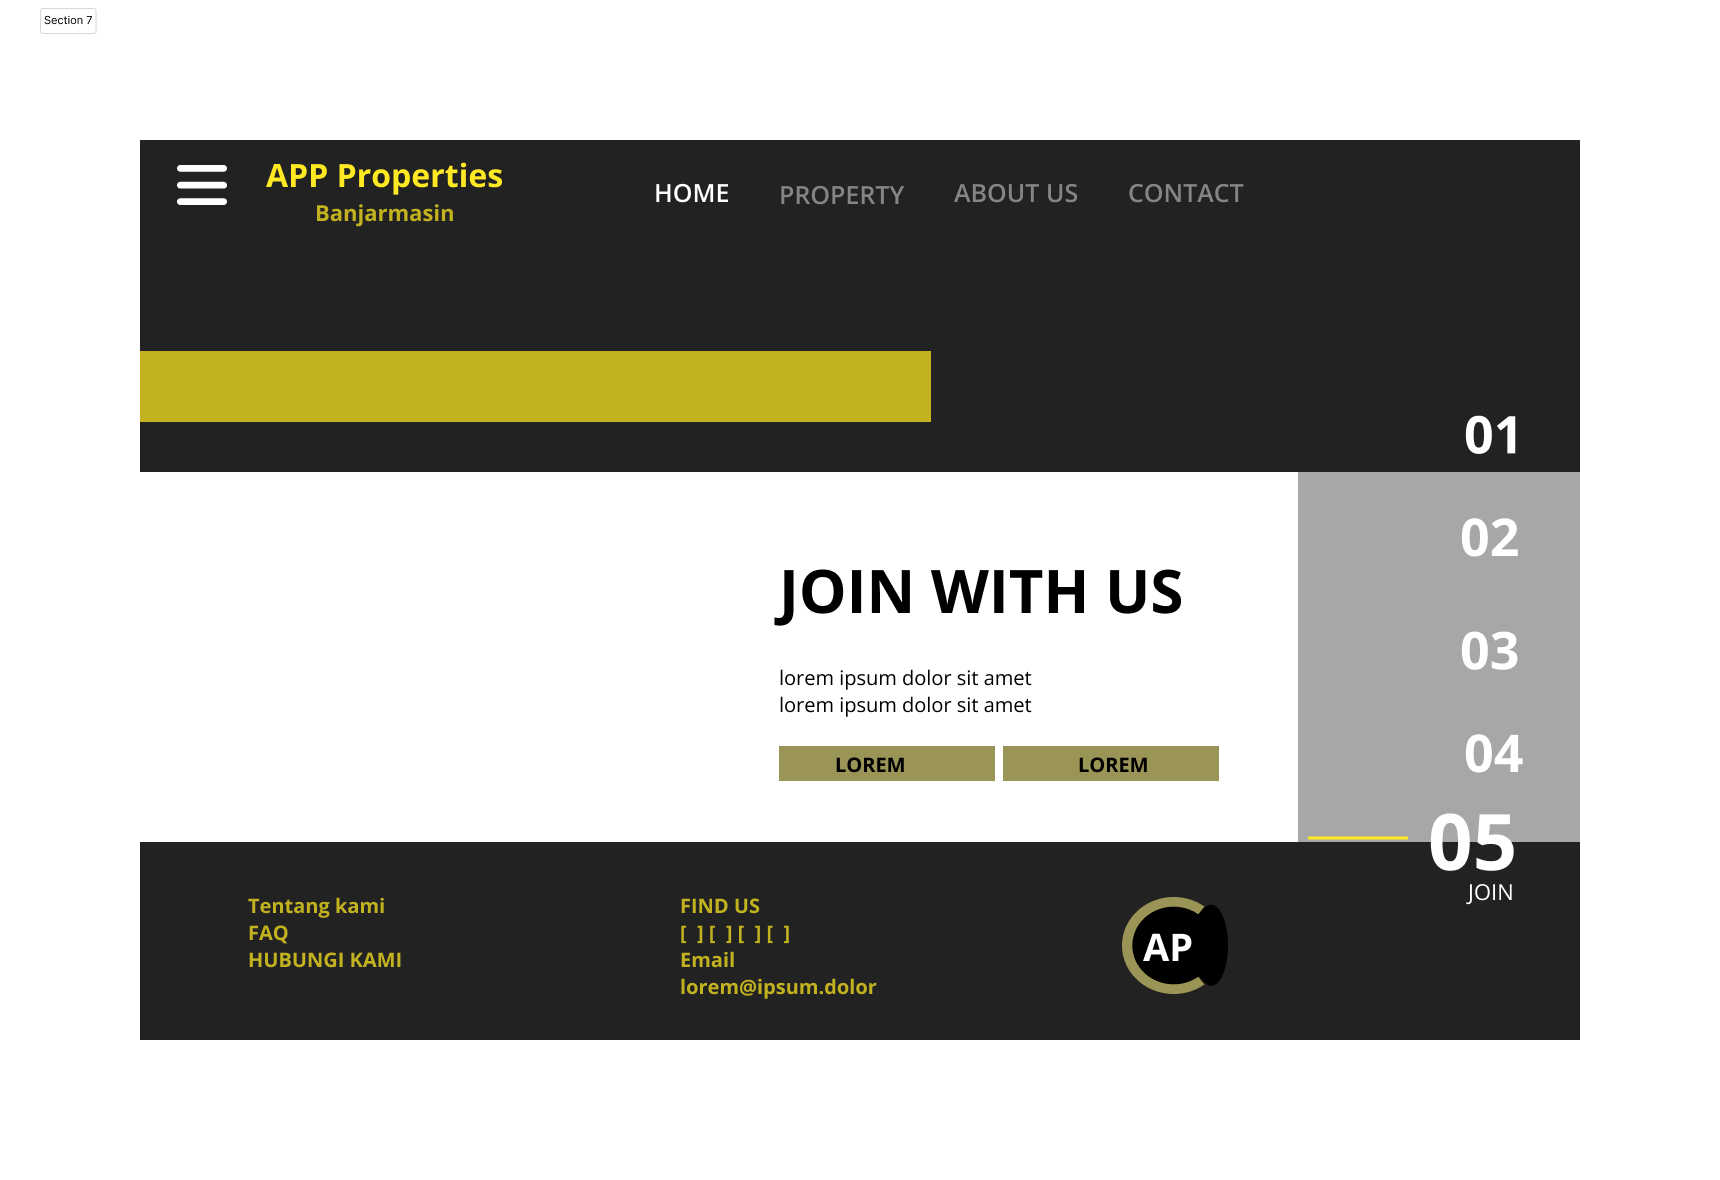 Section 7
APP Properties
Banjarmasin
HOME PROPERTY ABOUT US CONTACT
01
02
03
04
05
JOIN
JOIN WITH US
lorem ipsum dolor sit amet
lorem ipsum dolor sit amet
LOREM LOREM
Tentang kami
FAQ
HUBUNGI KAMI
FIND US
[ ] [ ] [ ] [ ]
Email
lorem@ipsum.dolor
AP